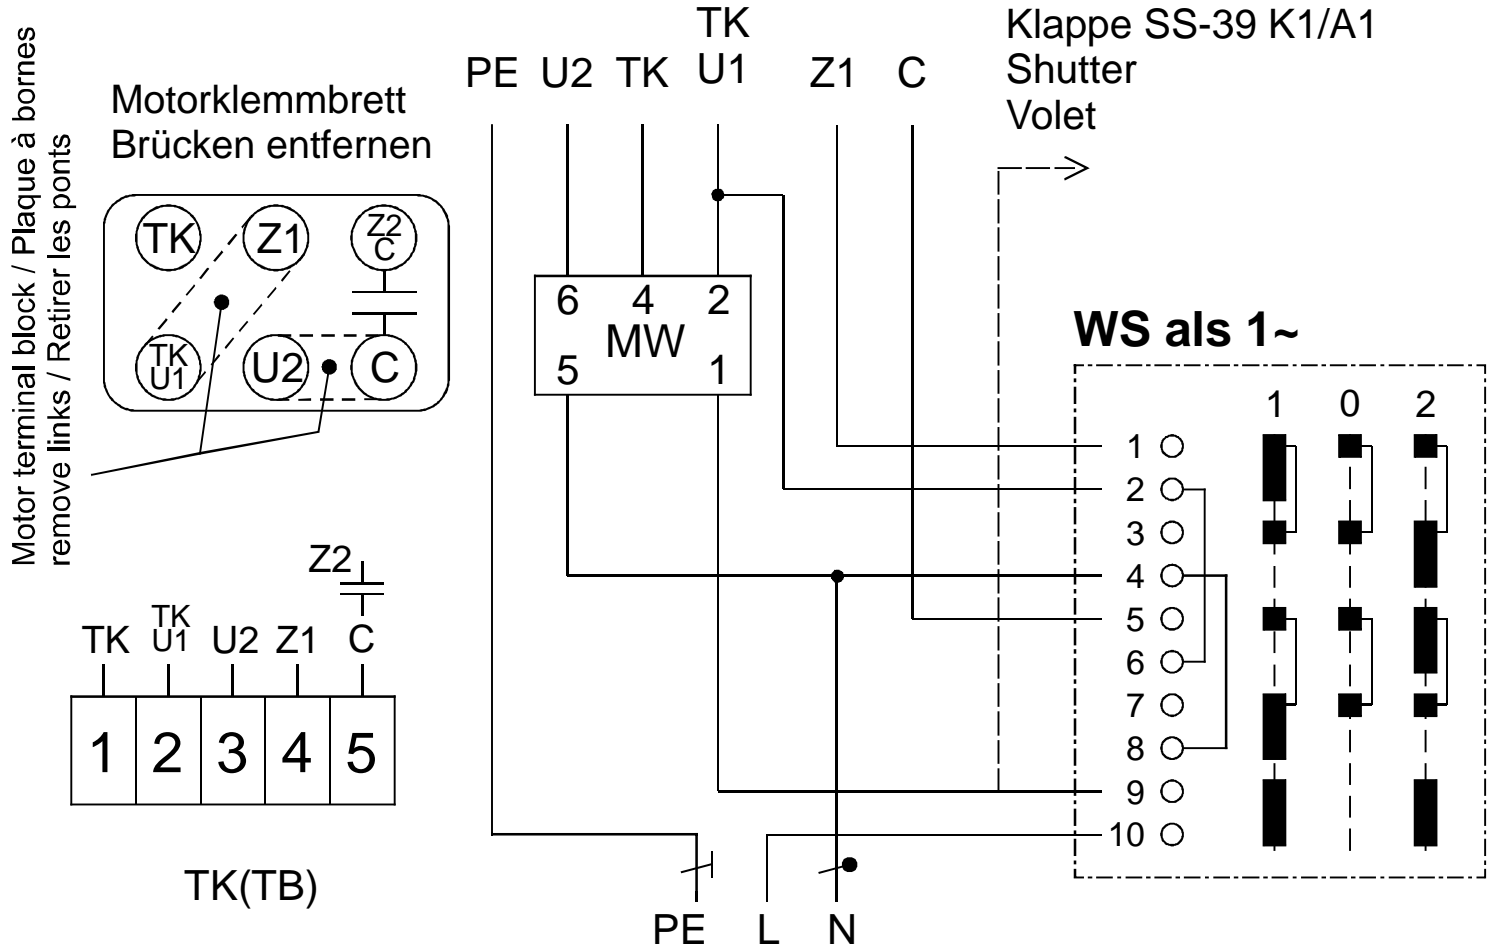 Motor terminal block / Plaque à bornes
remove links / Retirer les ponts
Motorklemmbrett
Brücken entfernen
TK Z1 Z2
C
TK
U1 U2 C
Z2
TK TK
U1 U2 Z1 C
1 2 3 4 5
TK(TB)
PE U2 TK TK
U1 Z1 C
Klappe SS-39 K1/A1
Shutter
Volet
6 4 2
MW
5 1
WS als 1~
1 0 2
1
2
3
4
5
6
7
8
9
10
PE L N